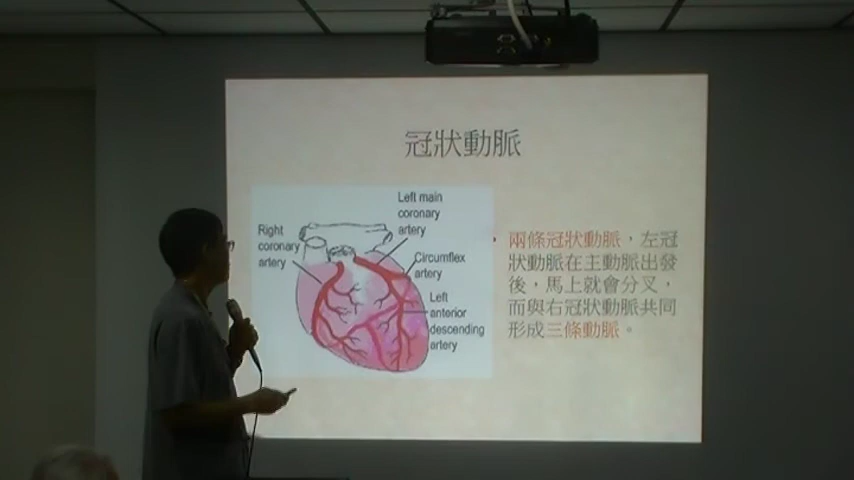 冠狀動脈
Left main
coronary
artery
Right
coronary
artery
Circumflex
artery
Left
anterior
descending
artery
• 兩條冠狀動脈，左冠
狀動脈在主動脈出發
後，馬上就會分叉，
而與右冠狀動脈共同
形成三條動脈。